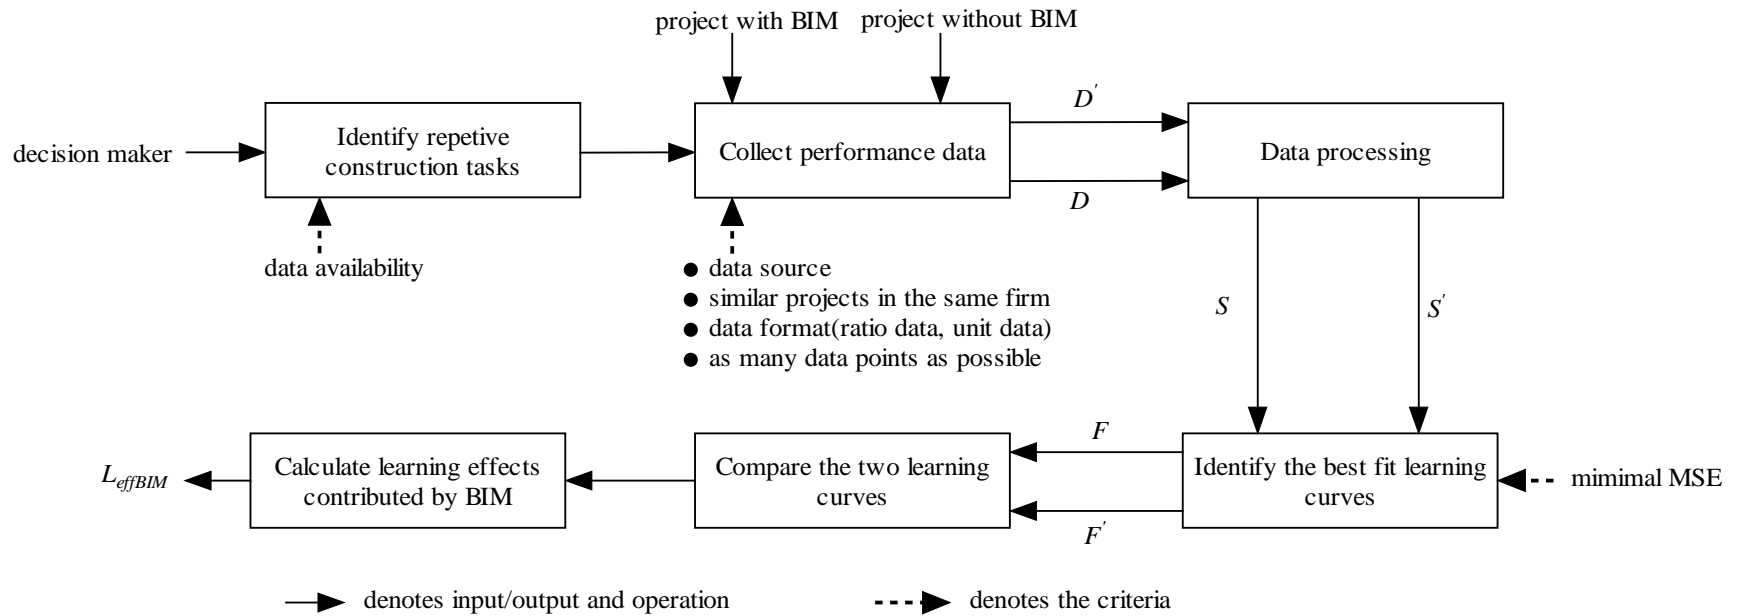 project with BIM
project without BIM
decision maker
Identify repetive
construction tasks
Collect performance data
D'
D
Data processing
data availability
● data source
● similar projects in the same firm
● data format(ratio data, unit data)
● as many data points as possible
S
S'
L effBIM
Calculate learning effects
contributed by BIM
Compare the two learning
curves
F
F'
Identify the best fit learning
curves
mimimal MSE
denotes input/output and operation
denotes the criteria